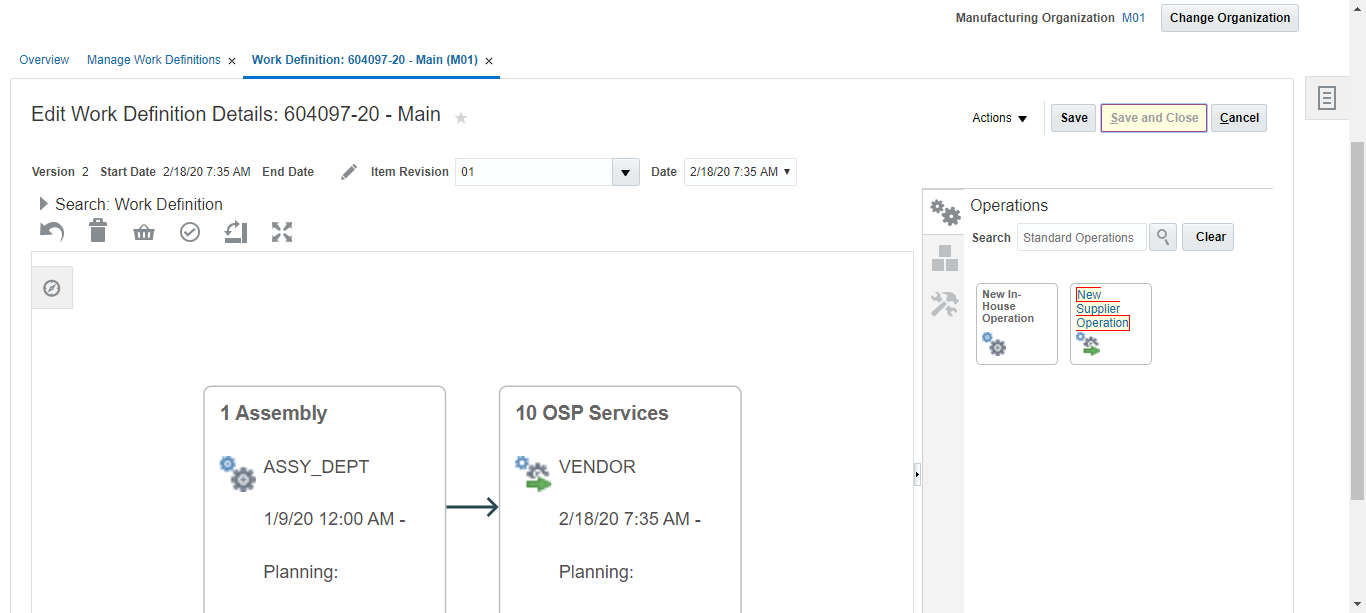 Manufacturing Organization M01 Change Organization
Overview Manage Work Definitions × Work Definition: 604097-20 - Main (M01) ×
Edit Work Definition Details: 604097-20 - Main
Actions Save Save and Close Cancel
Version 2 Start Date 2/18/20 7:35 AM End Date Item Revision 01 Date 2/18/20 7:35 AM
Search: Work Definition
Operations
Search Standard Operations Clear
New In-
House
Operation
New
Supplier
Operation
1 Assembly
ASSY_DEPT
1/9/20 12:00 AM -
Planning:
10 OSP Services
VENDOR
2/18/20 7:35 AM -
Planning: